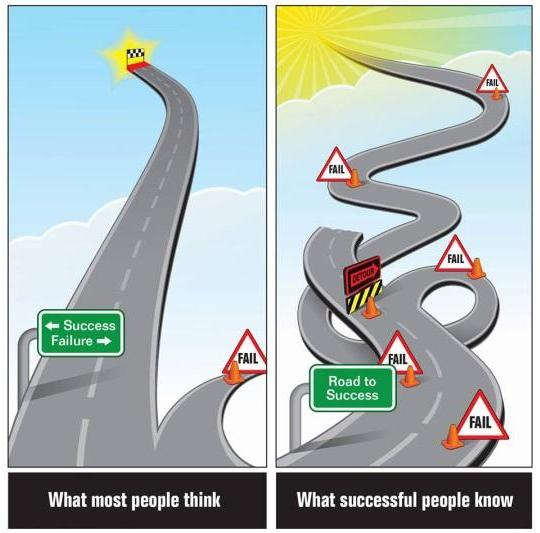 ← Success
Failure →
FAIL
What most people think
FAIL
FAIL
FAIL
DETOUR
FAIL
Road to
Success
FAIL
What successful people know